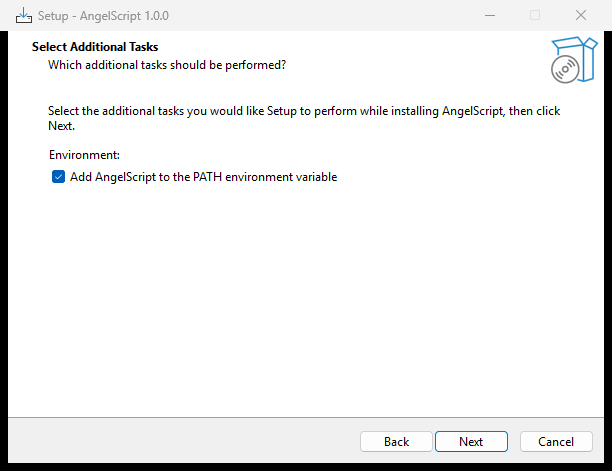 Setup - AngelScript 1.0.0
Select Additional Tasks
Which additional tasks should be performed?
Select the additional tasks you would like Setup to perform while installing AngelScript, then click
Next.
Environment:
Add AngelScript to the PATH environment variable
Back
Next
Cancel